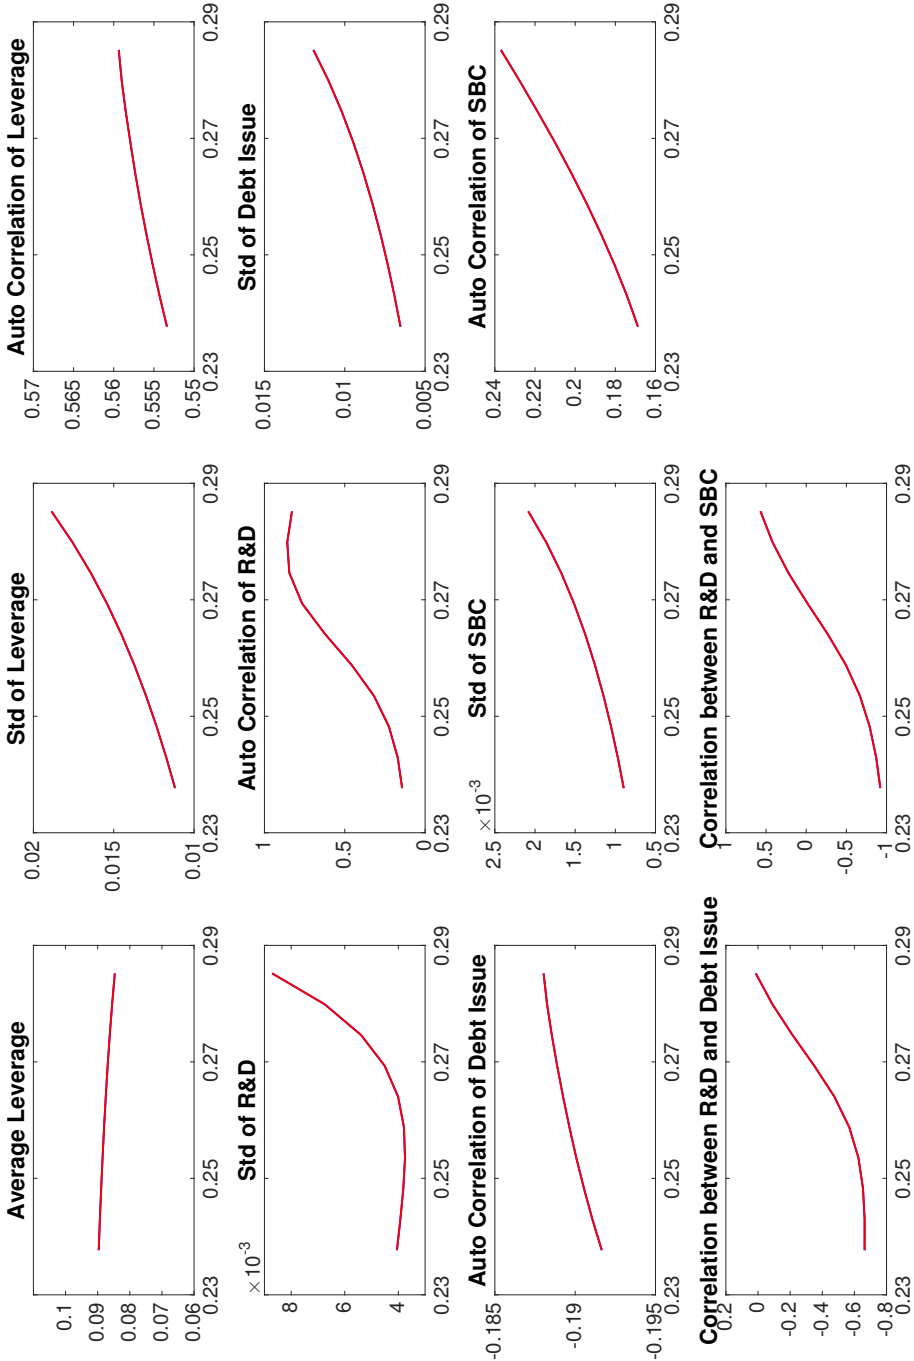 Average Leverage
0.1
0.09
0.08
0.07
0.06
0.23 0.25 0.27 0.29
Std of Leverage
0.02
0.015
0.01
0.23 0.25 0.27 0.29
Auto Correlation of Leverage
0.57
0.565
0.56
0.555
0.55
0.23 0.25 0.27 0.29
Std of R&D
×10-3
8
6
4
0.23 0.25 0.27 0.29
Auto Correlation of R&D
1
0.5
0
0.23 0.25 0.27 0.29
Std of Debt Issue
0.015
0.01
0.005
0.23 0.25 0.27 0.29
Auto Correlation of Debt Issue
-0.185
-0.19
-0.195
0.23 0.25 0.27 0.29
Std of SBC
×10-3
2.5
2
1.5
1
0.5
0.23 0.25 0.27 0.29
Auto Correlation of SBC
0.24
0.22
0.2
0.18
0.16
0.23 0.25 0.27 0.29
Correlation between R&D and Debt Issue
0.2
0
-0.2
-0.4
-0.6
-0.8
0.23 0.25 0.27 0.29
Correlation between R&D and SBC
1
0.5
0
-0.5
-1
0.23 0.25 0.27 0.29